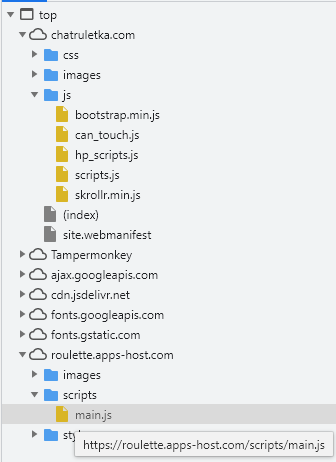 top
chatruletka.com
css
images
js
bootstrap.min.js
can_touch.js
hp_scripts.js
scripts.js
skrollr.min.js
(index)
site.webmanifest
Tampermonkey
ajax.googleapis.com
cdn.jsdelivr.net
fonts.googleapis.com
fonts.gstatic.com
roulette.apps-host.com
images
scripts
main.js
https://roulette.apps-host.com/scripts/main.js